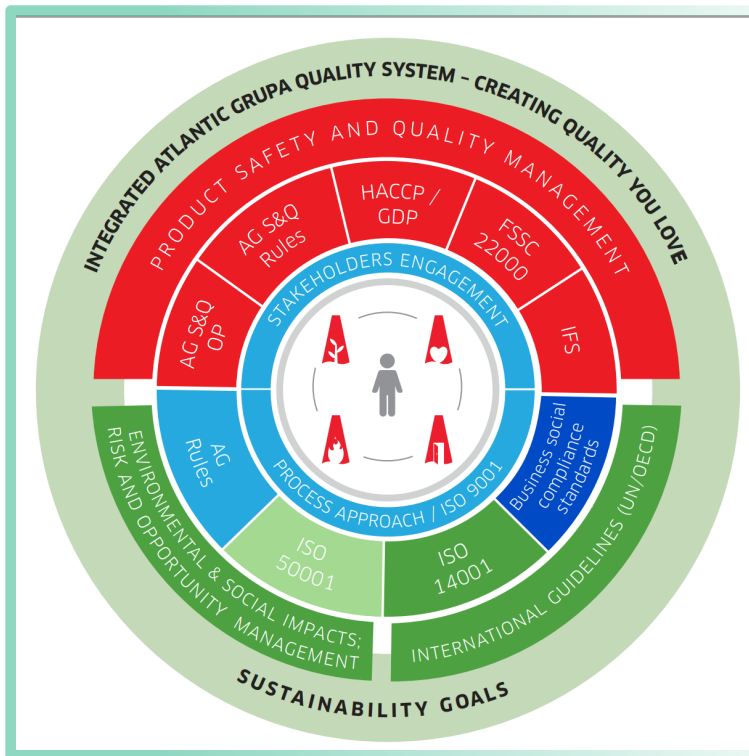 INTEGRATED ATLANTIC GRUPA QUALITY SYSTEM – CREATING QUALITY YOU LOVE
PRODUCT SAFETY AND QUALITY MANAGEMENT
AG S&Q
OP
AG S&Q
Rules
HACCP /
GDP
FSSC
22000
IFS
STAKEHOLDERS ENGAGEMENT
PROCESS APPROACH / ISO 9001
AG
Rules
ISO
50001
ISO
14001
Business social
compliance
standards
ENVIRONMENTAL & SOCIAL IMPACTS;
RISK AND OPPORTUNITY MANAGEMENT
INTERNATIONAL GUIDELINES (UN/OECD)
SUSTAINABILITY GOALS